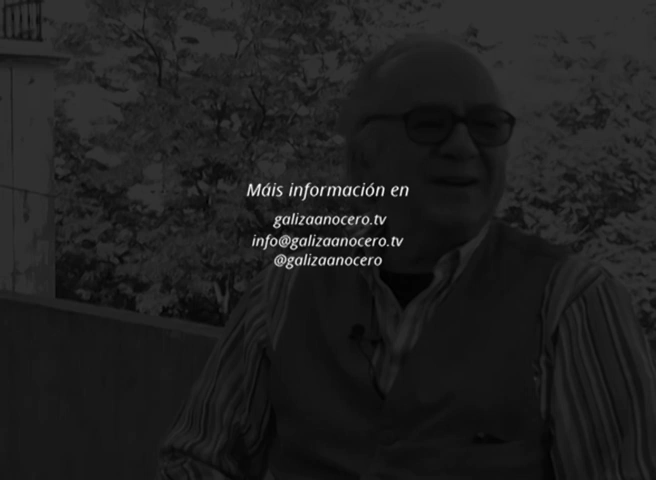 Máis información en
galizaanocero.tv
info@galizaanocero.tv
@galizaanocero